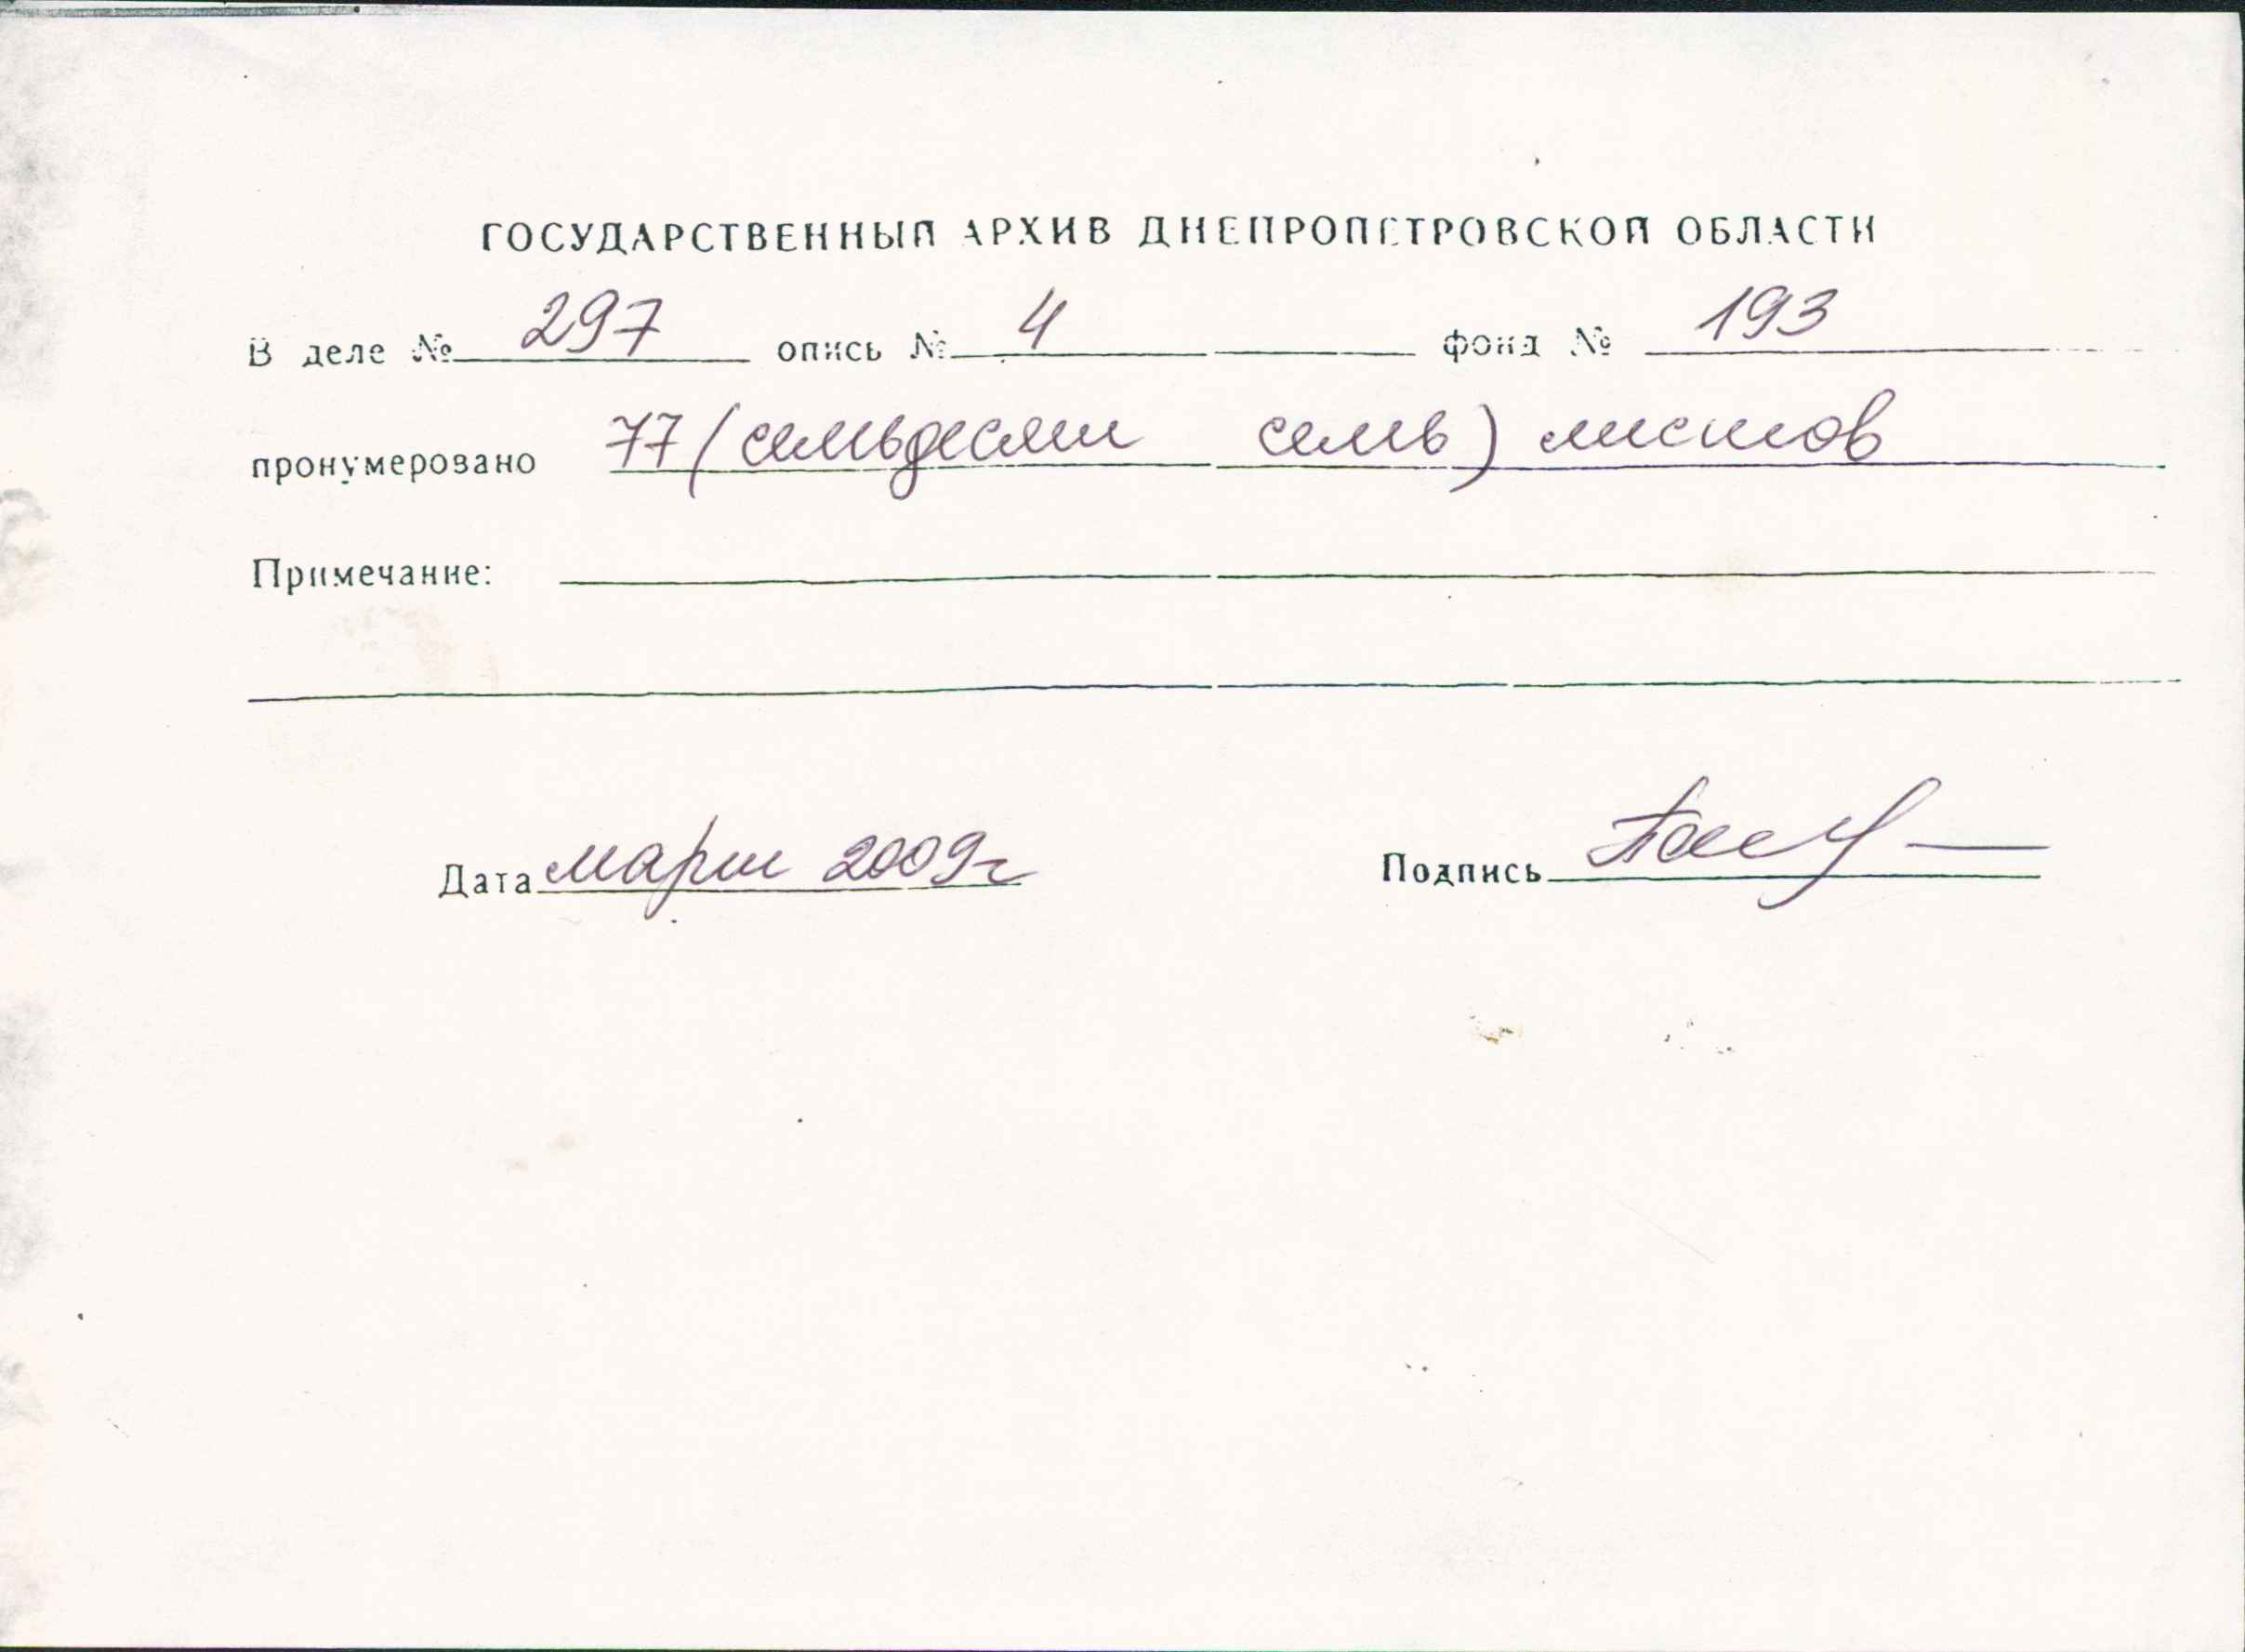 ГОСУДАРСТВЕННЫЙ АРХИВ ДНЕПРОПЕТРОВСКОЙ ОБЛАСТИ
В деле № 297 опись № 4 фонд № 193
пронумеровано 77 (семьдесят семь) листов
Примечание:
Дата март 2009г Подпись